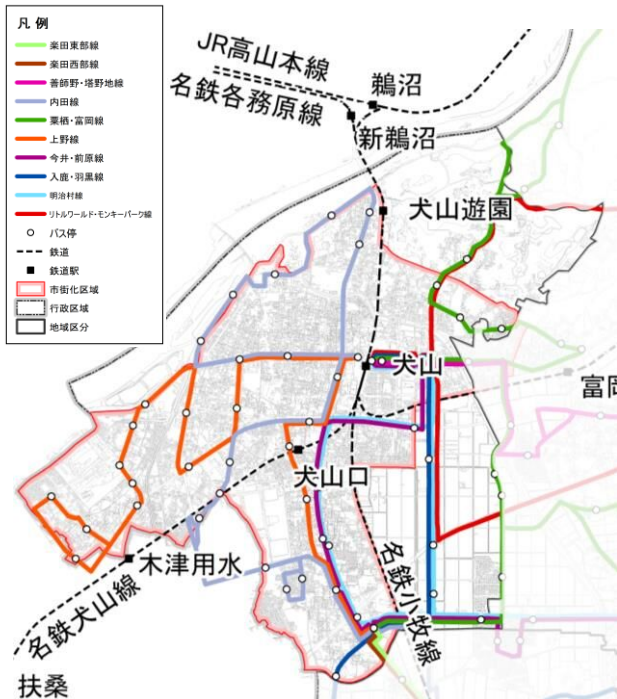 凡 例
楽田東部線
楽田西部線
善師野・塔野地線
内田線
栗栖・富岡線
上野線
今井・前原線
入鹿・羽黒線
明治村線
リトルワールド・モンキーパーク線
バス停
鉄道
鉄道駅
市街化区域
行政区域
地域区分
JR高山本線
名鉄各務原線
鵜沼
新鵜沼
犬山遊園
犬山
富岡
犬山口
木津用水
名鉄小牧線
名鉄犬山線
扶桑